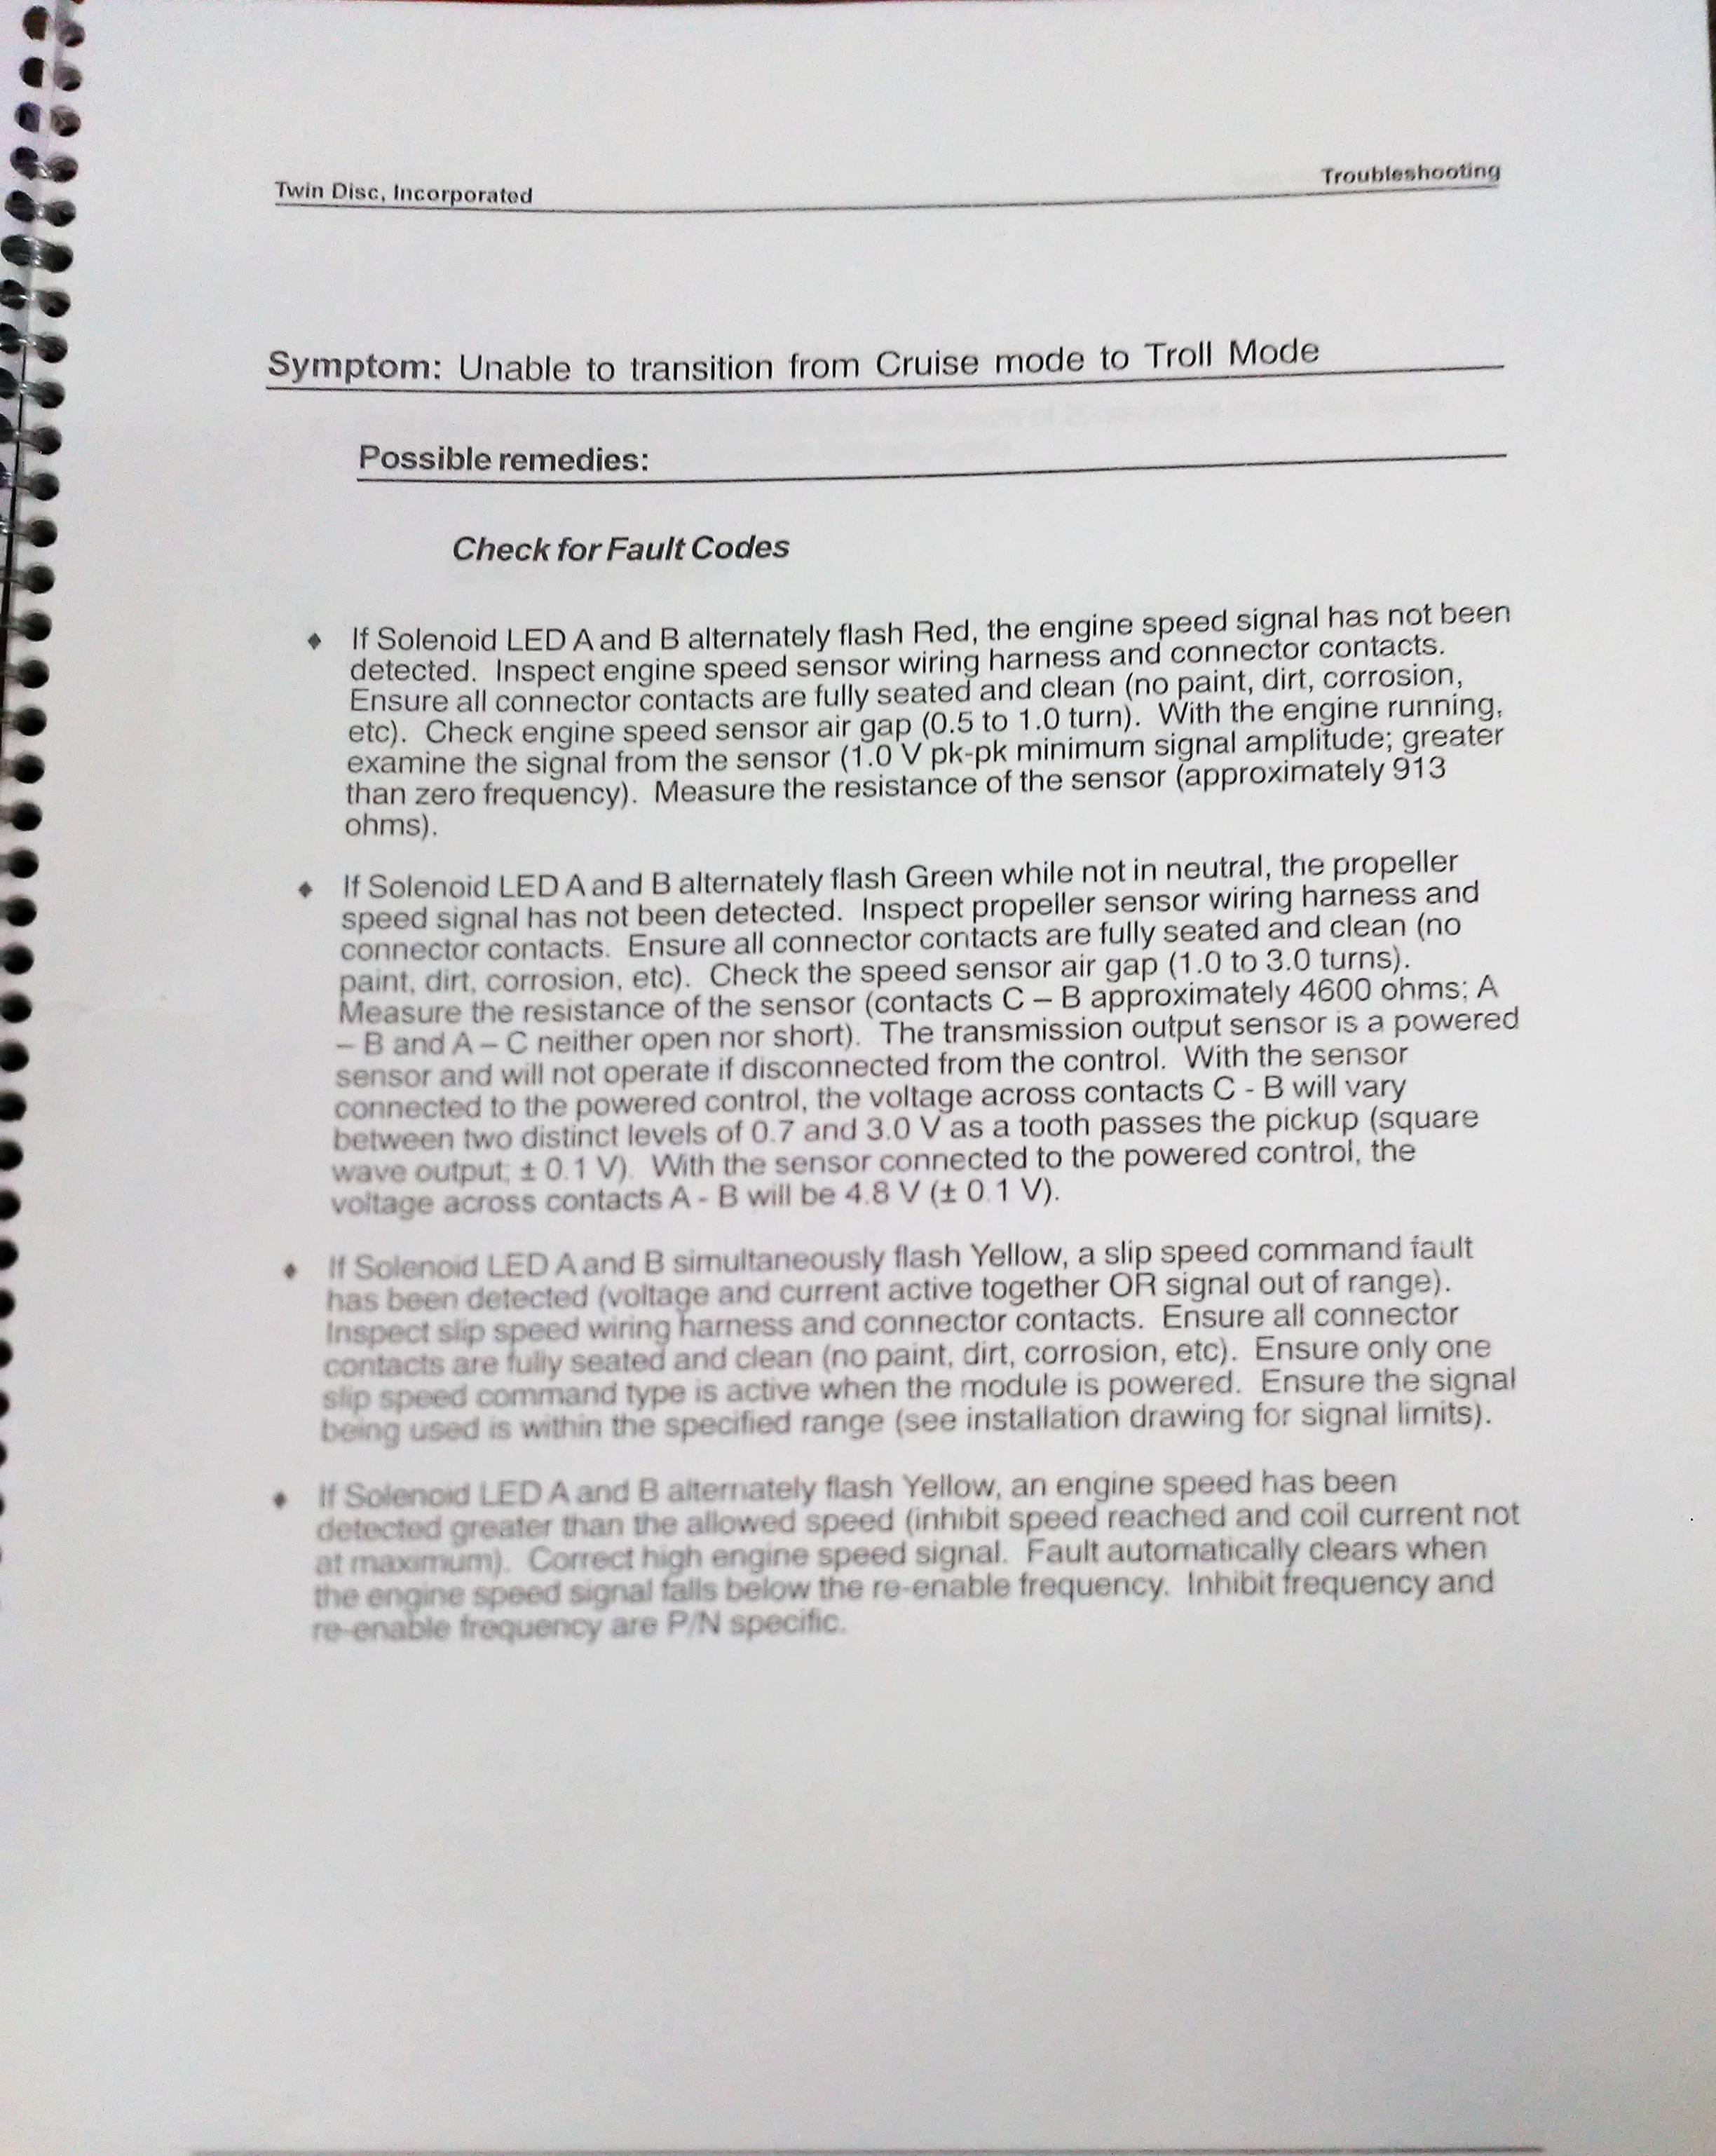 Twin Disc, Incorporated
Troubleshooting
Symptom: Unable to transition from Cruise mode to Troll Mode
Possible remedies:
Check for Fault Codes
♦ If Solenoid LED A and B alternately flash Red, the engine speed signal has not been
detected. Inspect engine speed sensor wiring harness and connector contacts.
Ensure all connector contacts are fully seated and clean (no paint, dirt, corrosion,
etc). Check engine speed sensor air gap (0.5 to 1.0 turn). With the engine running,
examine the signal from the sensor (1.0 V pk-pk minimum signal amplitude; greater
than zero frequency). Measure the resistance of the sensor (approximately 913
ohms).
♦ If Solenoid LED A and B alternately flash Green while not in neutral, the propeller
speed signal has not been detected. Inspect propeller sensor wiring harness and
connector contacts. Ensure all connector contacts are fully seated and clean (no
paint, dirt, corrosion, etc). Check the speed sensor air gap (1.0 to 3.0 turns).
Measure the resistance of the sensor (contacts C – B approximately 4600 ohms; A
– B and A – C neither open nor short). The transmission output sensor is a powered
sensor and will not operate if disconnected from the control. With the sensor
connected to the powered control, the voltage across contacts C - B will vary
between two distinct levels of 0.7 and 3.0 V as a tooth passes the pickup (square
wave output; ± 0.1 V). With the sensor connected to the powered control, the
voltage across contacts A - B will be 4.8 V (± 0.1 V).
♦ If Solenoid LED A and B simultaneously flash Yellow, a slip speed command fault
has been detected (voltage and current active together OR signal out of range).
Inspect slip speed wiring harness and connector contacts. Ensure all connector
contacts are fully seated and clean (no paint, dirt, corrosion, etc). Ensure only one
slip speed command type is active when the module is powered. Ensure the signal
being used is within the specified range (see installation drawing for signal limits).
♦ If Solenoid LED A and B alternately flash Yellow, an engine speed has been
detected greater than the allowed speed (inhibit speed reached and coil current not
at maximum). Correct high engine speed signal. Fault automatically clears when
the engine speed signal falls below the re-enable frequency. Inhibit frequency and
re-enable frequency are P/N specific.